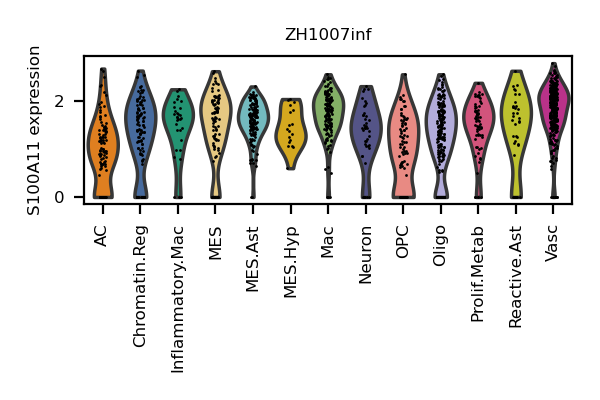 ZH1007inf
S100A11 expression
2
0
AC
Chromatin.Reg
Inflammatory.Mac
MES
MES.Ast
MES.Hyp
Mac
Neuron
OPC
Oligo
Prolif.Metab
Reactive.Ast
Vasc